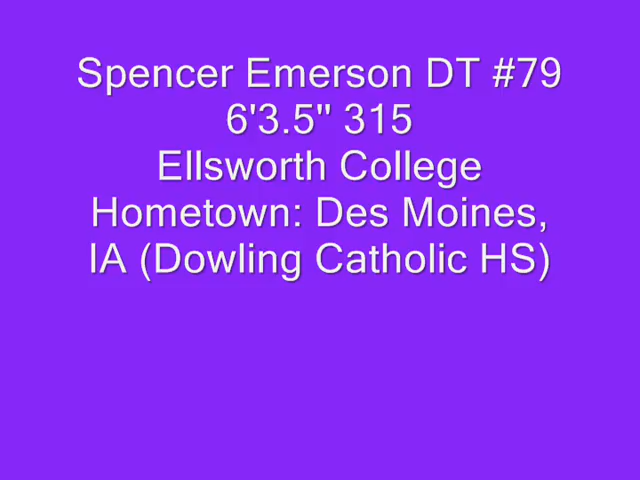 Spencer Emerson DT #79
6'3.5" 315
Ellsworth College
Hometown: Des Moines,
IA (Dowling Catholic HS)